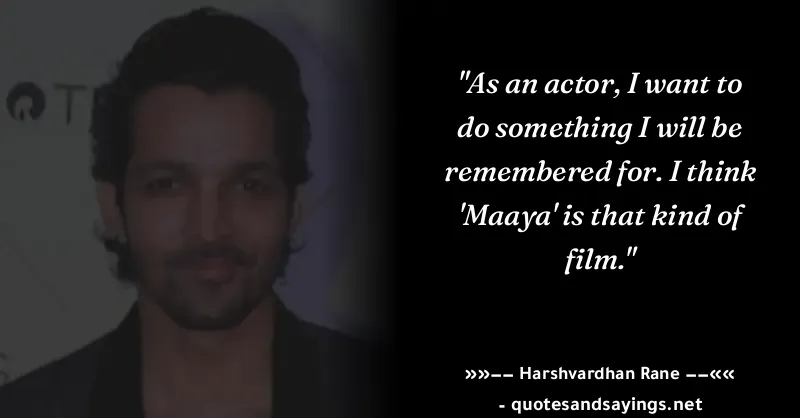 "As an actor, I want to
do something I will be
remembered for. I think
'Maaya' is that kind of
film."
»»−− Harshvardhan Rane −−««
- quotesandsayings.net